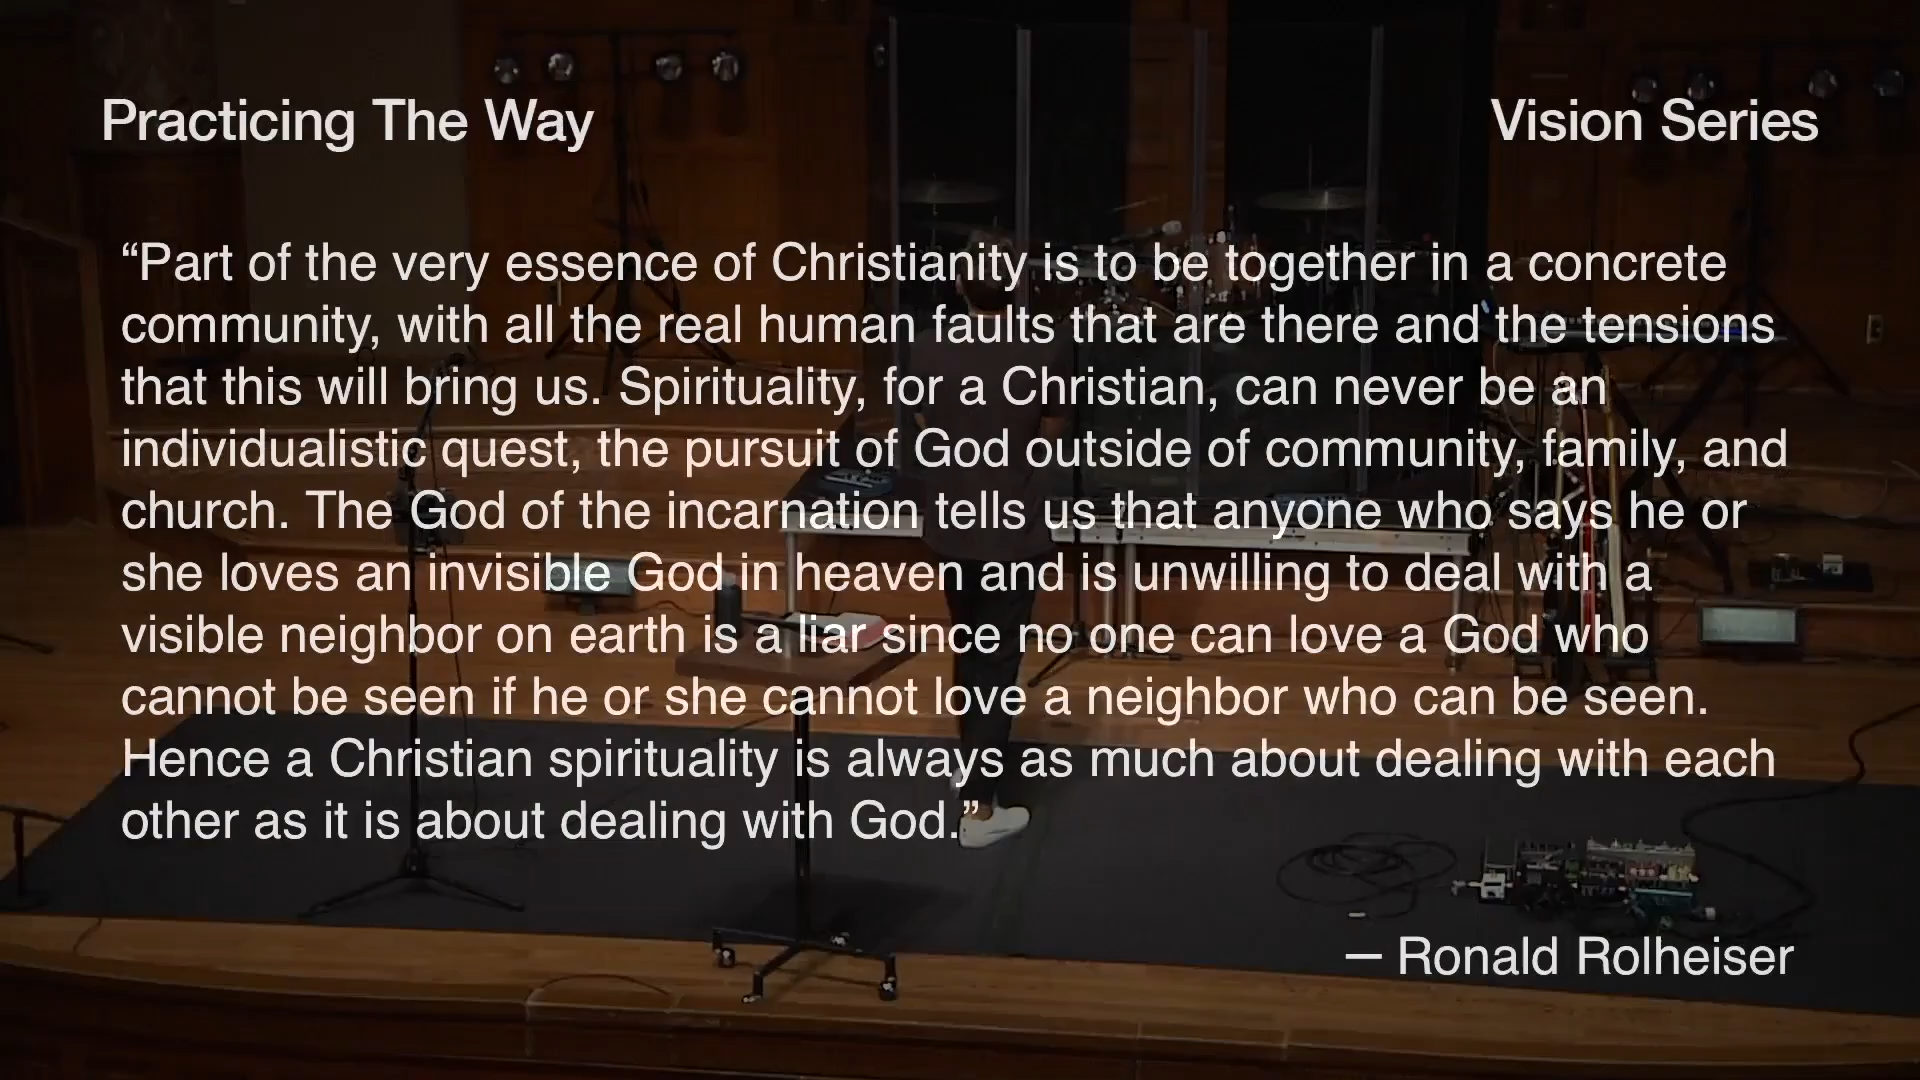 Practicing The Way
Vision Series
“Part of the very essence of Christianity is to be together in a concrete
community, with all the real human faults that are there and the tensions
that this will bring us. Spirituality, for a Christian, can never be an
individualistic quest, the pursuit of God outside of community, family, and
church. The God of the incarnation tells us that anyone who says he or
she loves an invisible God in heaven and is unwilling to deal with a
visible neighbor on earth is a liar since no one can love a God who
cannot be seen if he or she cannot love a neighbor who can be seen.
Hence a Christian spirituality is always as much about dealing with each
other as it is about dealing with God.”
— Ronald Rolheiser